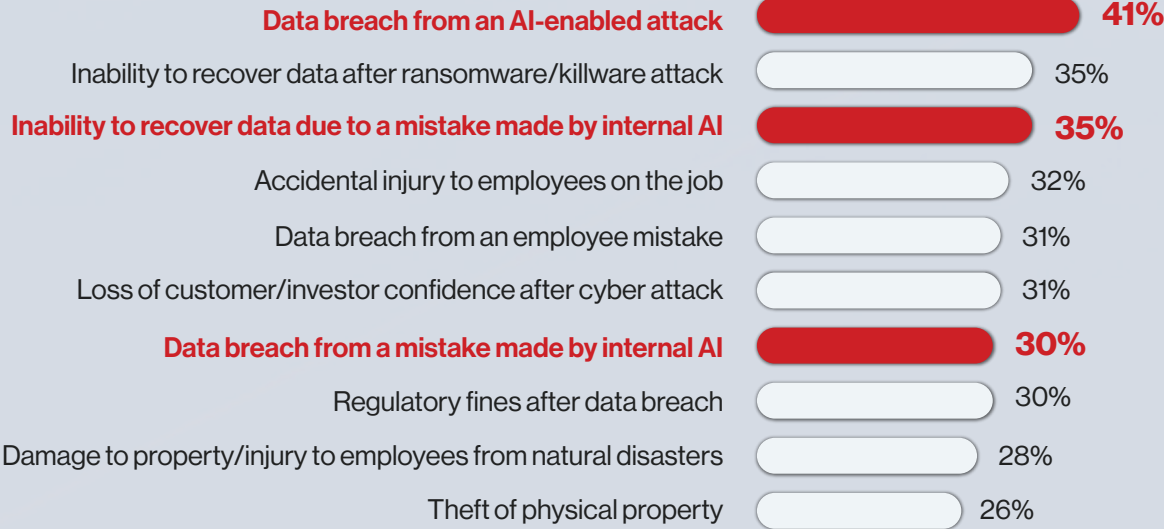 Data breach from an AI-enabled attack 41%
Inability to recover data after ransomware/killware attack 35%
Inability to recover data due to a mistake made by internal AI 35%
Accidental injury to employees on the job 32%
Data breach from an employee mistake 31%
Loss of customer/investor confidence after cyber attack 31%
Data breach from a mistake made by internal AI 30%
Regulatory fines after data breach 30%
Damage to property/injury to employees from natural disasters 28%
Theft of physical property 26%